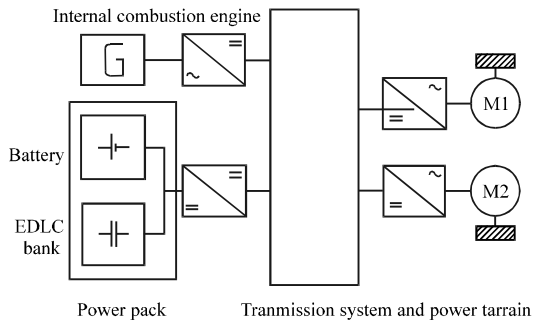 Internal combustion engine
G
M1
Battery
M2
EDLC
bank
Power pack
Tranmission system and power tarrain